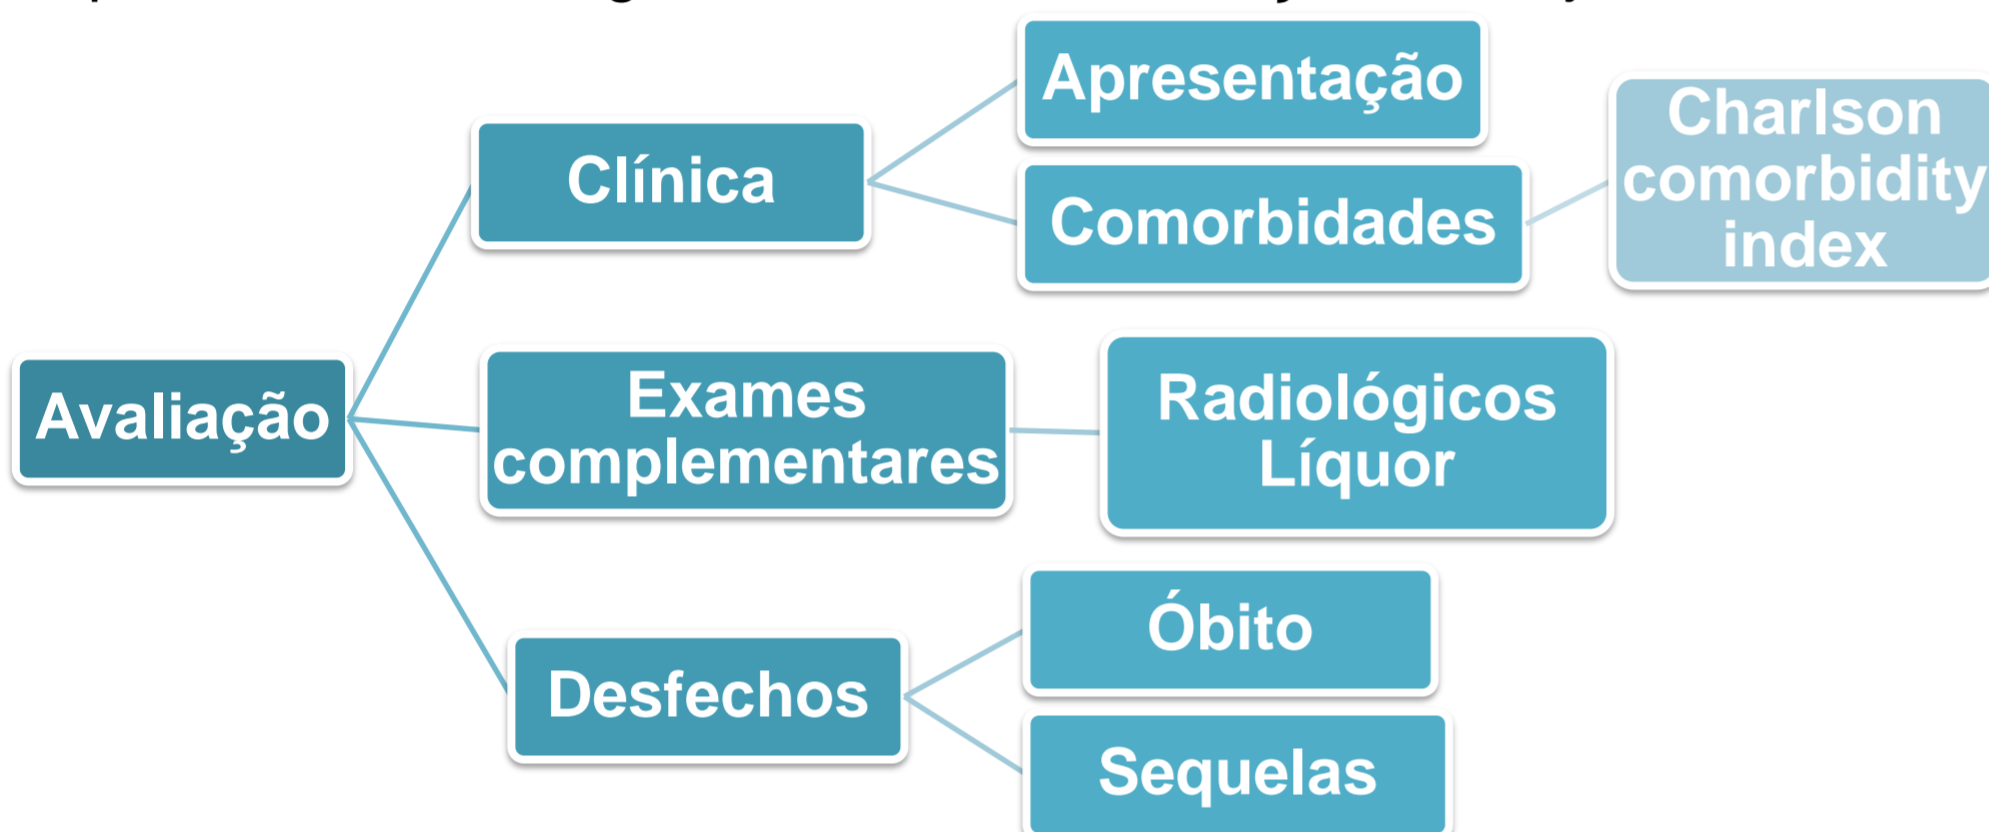 Apresentação
Charlson
comorbidity
index
Clínica
Comorbidades
Avaliação
Exames
complementares
Radiológicos
Líquor
Óbito
Desfechos
Sequelas